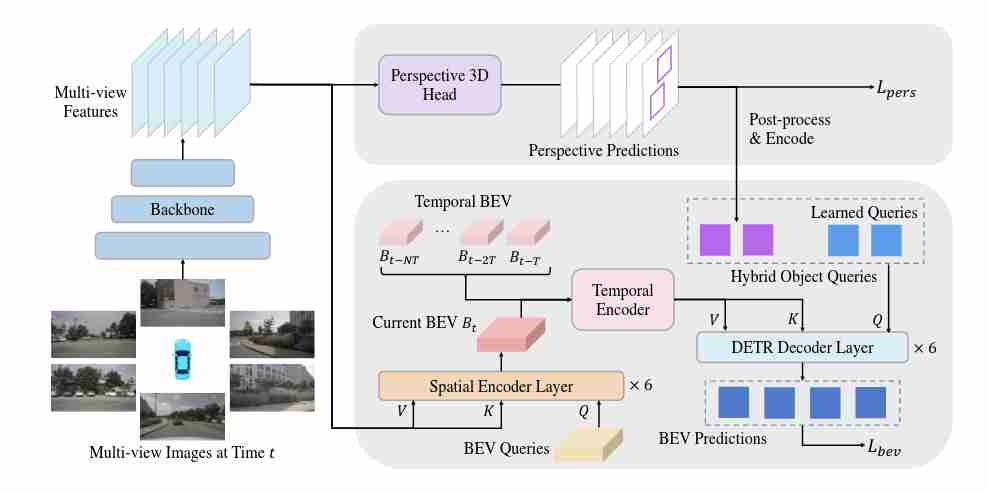 Multi-view
Features
Backbone
Multi-view Images at Time t
Perspective 3D
Head
Perspective Predictions
L_{pers}
Post-process
& Encode
Temporal BEV
...
B_{t−NT}
B_{t−2T}
B_{t−T}
Current BEV B_t
Temporal
Encoder
Spatial Encoder Layer
× 6
V
K
Q
BEV Queries
Learned Queries
Hybrid Object Queries
V
K
Q
DETR Decoder Layer
× 6
BEV Predictions
L_{bev}